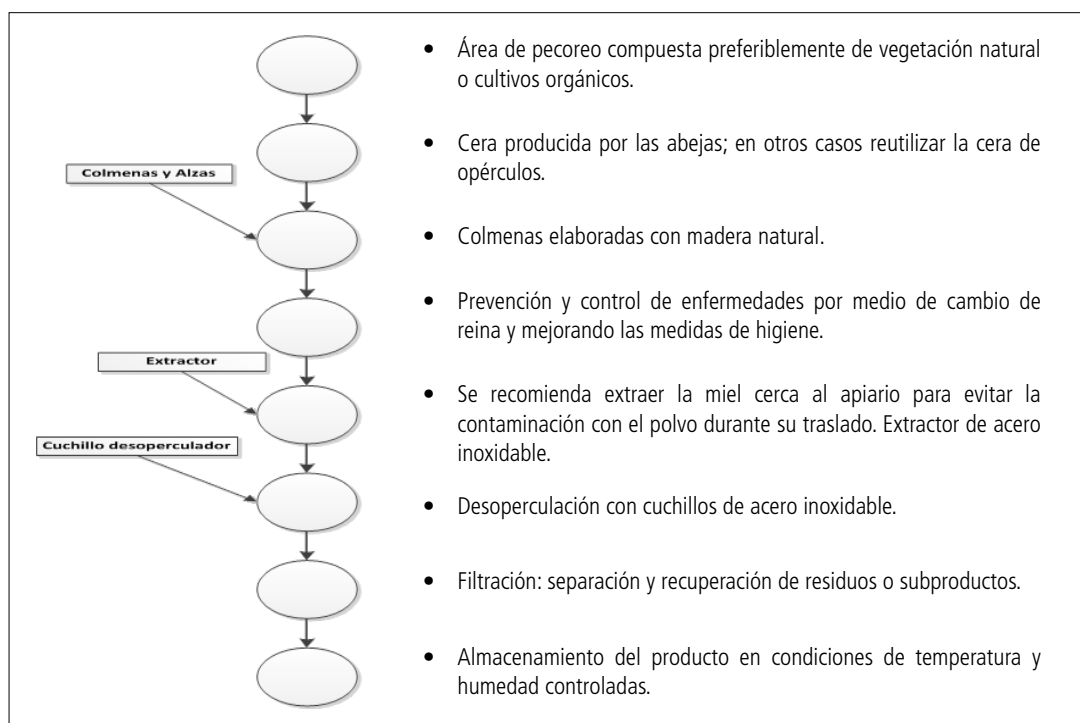 • Área de pecoreo compuesta preferiblemente de vegetación natural
o cultivos orgánicos.
• Cera producida por las abejas; en otros casos reutilizar la cera de
opérculos.
Colmenas y Alzas
• Colmenas elaboradas con madera natural.
• Prevención y control de enfermedades por medio de cambio de
reina y mejorando las medidas de higiene.
Extractor
• Se recomienda extraer la miel cerca al apiario para evitar la
contaminación con el polvo durante su traslado. Extractor de acero
inoxidable.
Cuchillo desoperculador
• Desoperculación con cuchillos de acero inoxidable.
• Filtración: separación y recuperación de residuos o subproductos.
• Almacenamiento del producto en condiciones de temperatura y
humedad controladas.